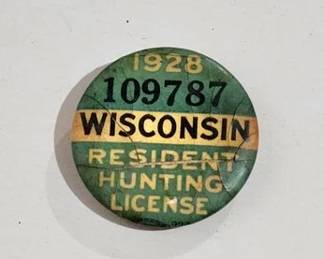 1928
109787
WISCONSIN
RESIDENT
HUNTING
LICENSE